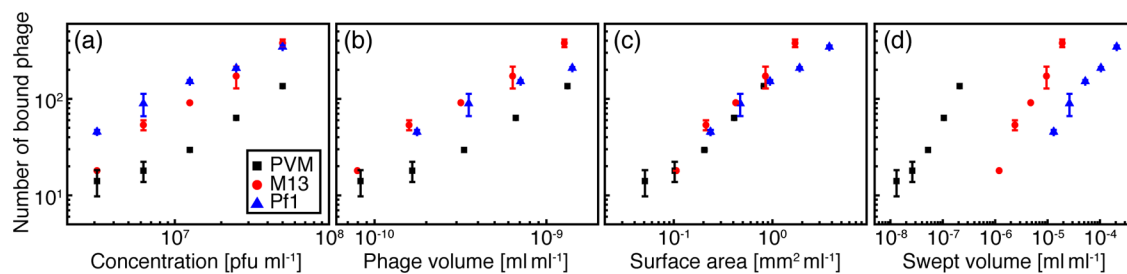 Number of bound phage
10²
10¹
(a)
(b)
(c)
(d)
PVM
M13
Pf1
10⁷
10⁸
10⁻¹⁰
10⁻⁹
10⁻¹
10⁰
10⁻⁸
10⁻⁷
10⁻⁶
10⁻⁵
10⁻⁴
Concentration [pfu ml⁻¹]
Phage volume [ml ml⁻¹]
Surface area [mm² ml⁻¹]
Swept volume [ml ml⁻¹]